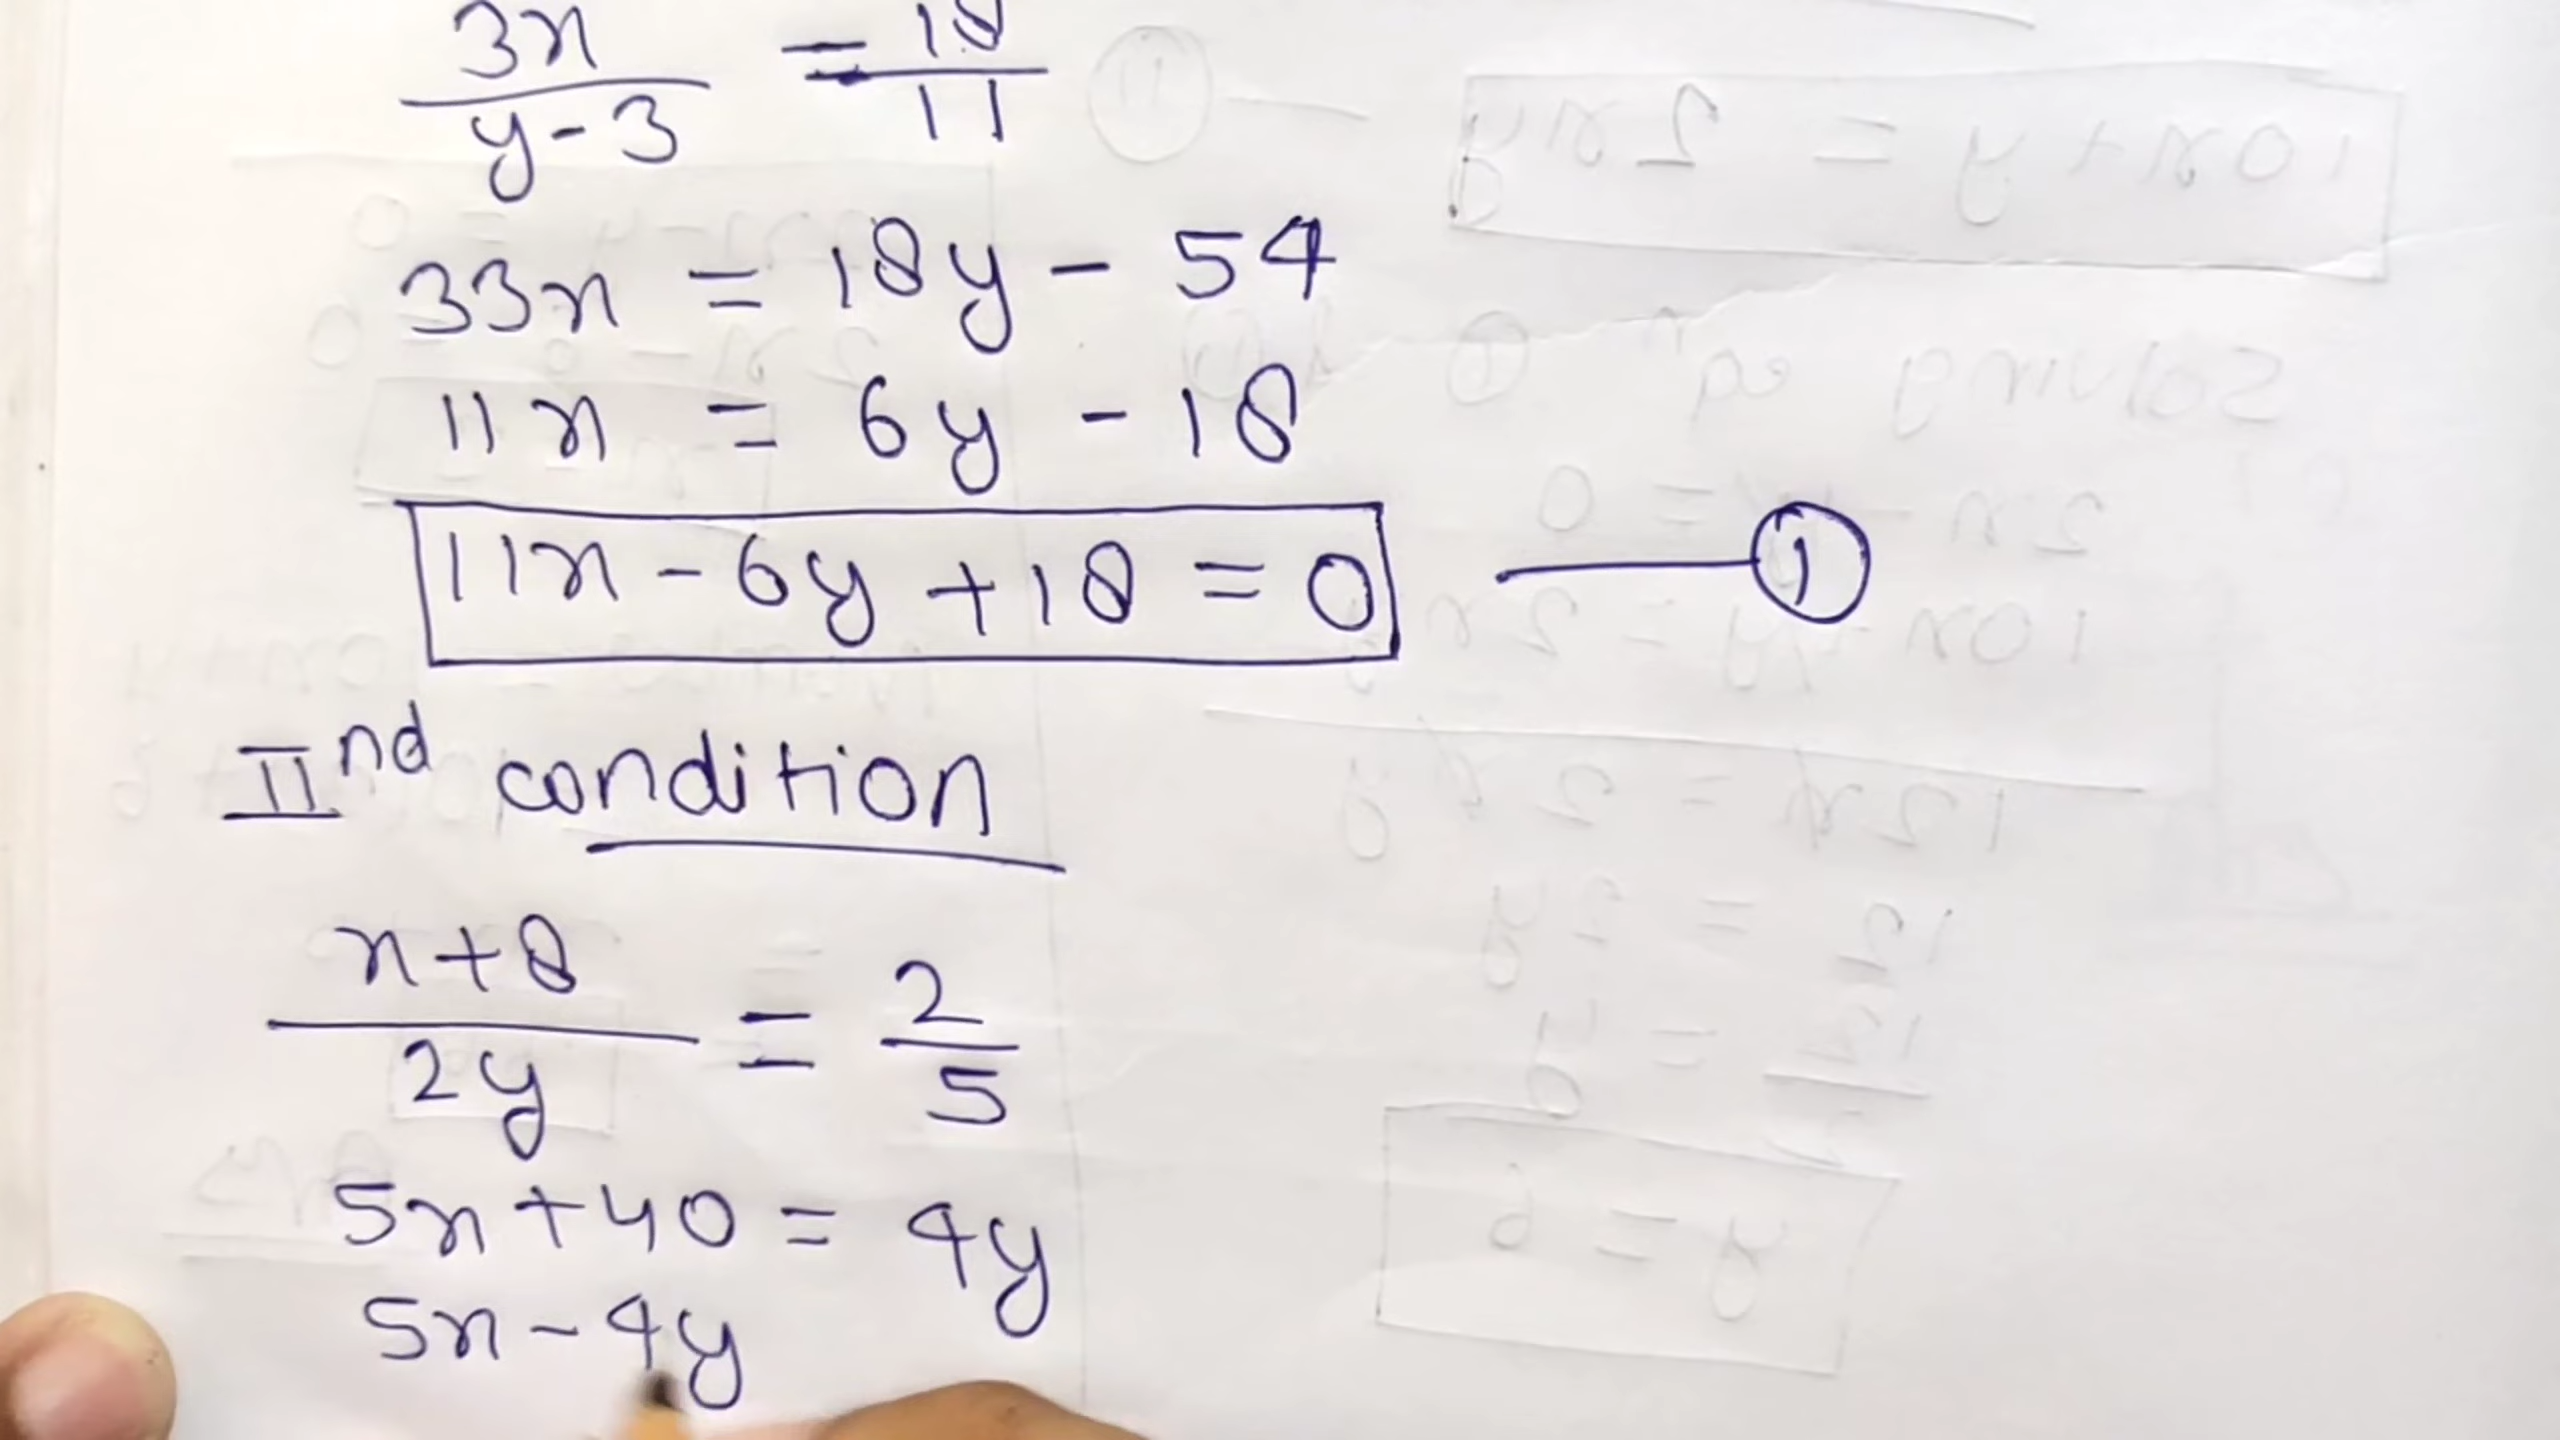 3x/y-3 = 18/11
33x = 18y - 54
11x = 6y - 18
11x - 6y + 18 = 0 —— ①
IInd condition
x+8/2y = 2/5
5x + 40 = 4y
5x - 4y